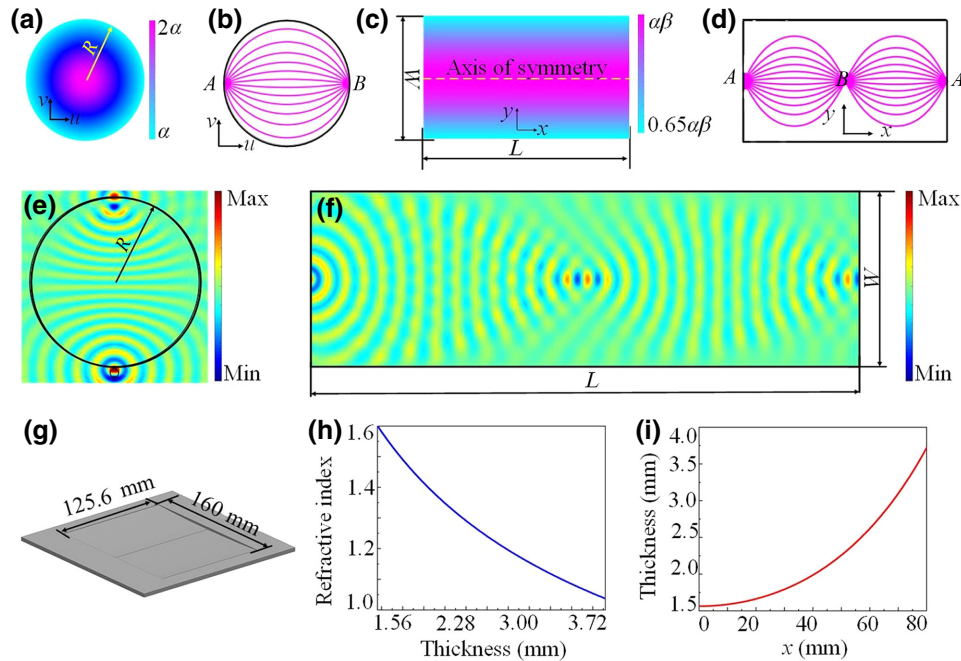 (a)
R
v
u
2α
α
(b)
A
B
v
u
(c)
W
Axis of symmetry
y
x
L
αβ
0.65αβ
(d)
A
B
A
y
x
(e)
R
Max
Min
(f)
W
L
Max
Min
(g)
125.6 mm
160 mm
(h)
Refractive index
1.6
1.4
1.2
1.0
1.56
2.28
3.00
3.72
Thickness (mm)
(i)
Thickness (mm)
4.0
3.5
2.5
2.0
1.5
0
20
40
60
80
x (mm)